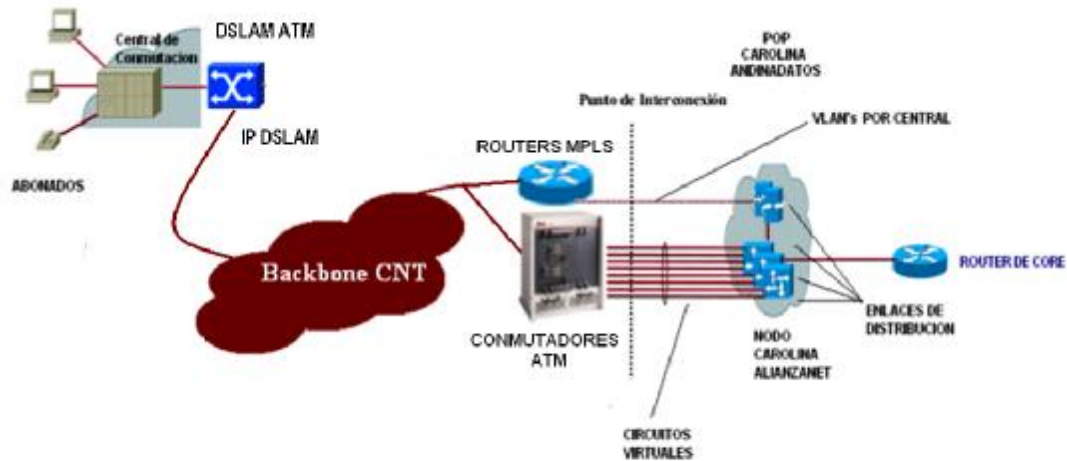 DSLAM ATM
Central de
Conmutacion
IP DSLAM
ABONADOS
Backbone CNT
ROUTERS MPLS
CONMUTADORES
ATM
Punto de Interconexión
POP
CAROLINA
ANDINADATOS
VLAN's POR CENTRAL
ROUTER DE CORE
ENLACES DE
DISTRIBUCION
NODO
CAROLINA
ALIANZANET
CIRCUITOS
VIRTUALES